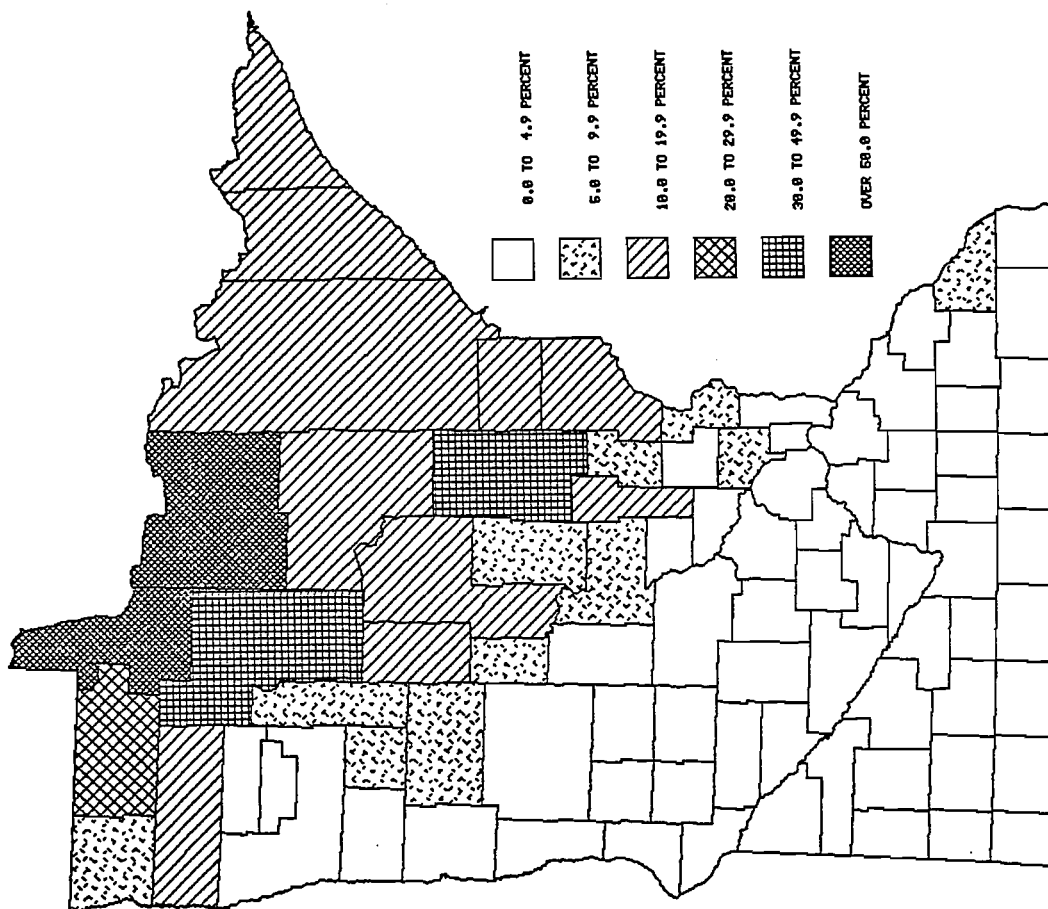 0.0 TO 4.9 PERCENT
5.0 TO 9.9 PERCENT
10.0 TO 19.9 PERCENT
20.0 TO 29.9 PERCENT
30.0 TO 49.9 PERCENT
OVER 50.0 PERCENT